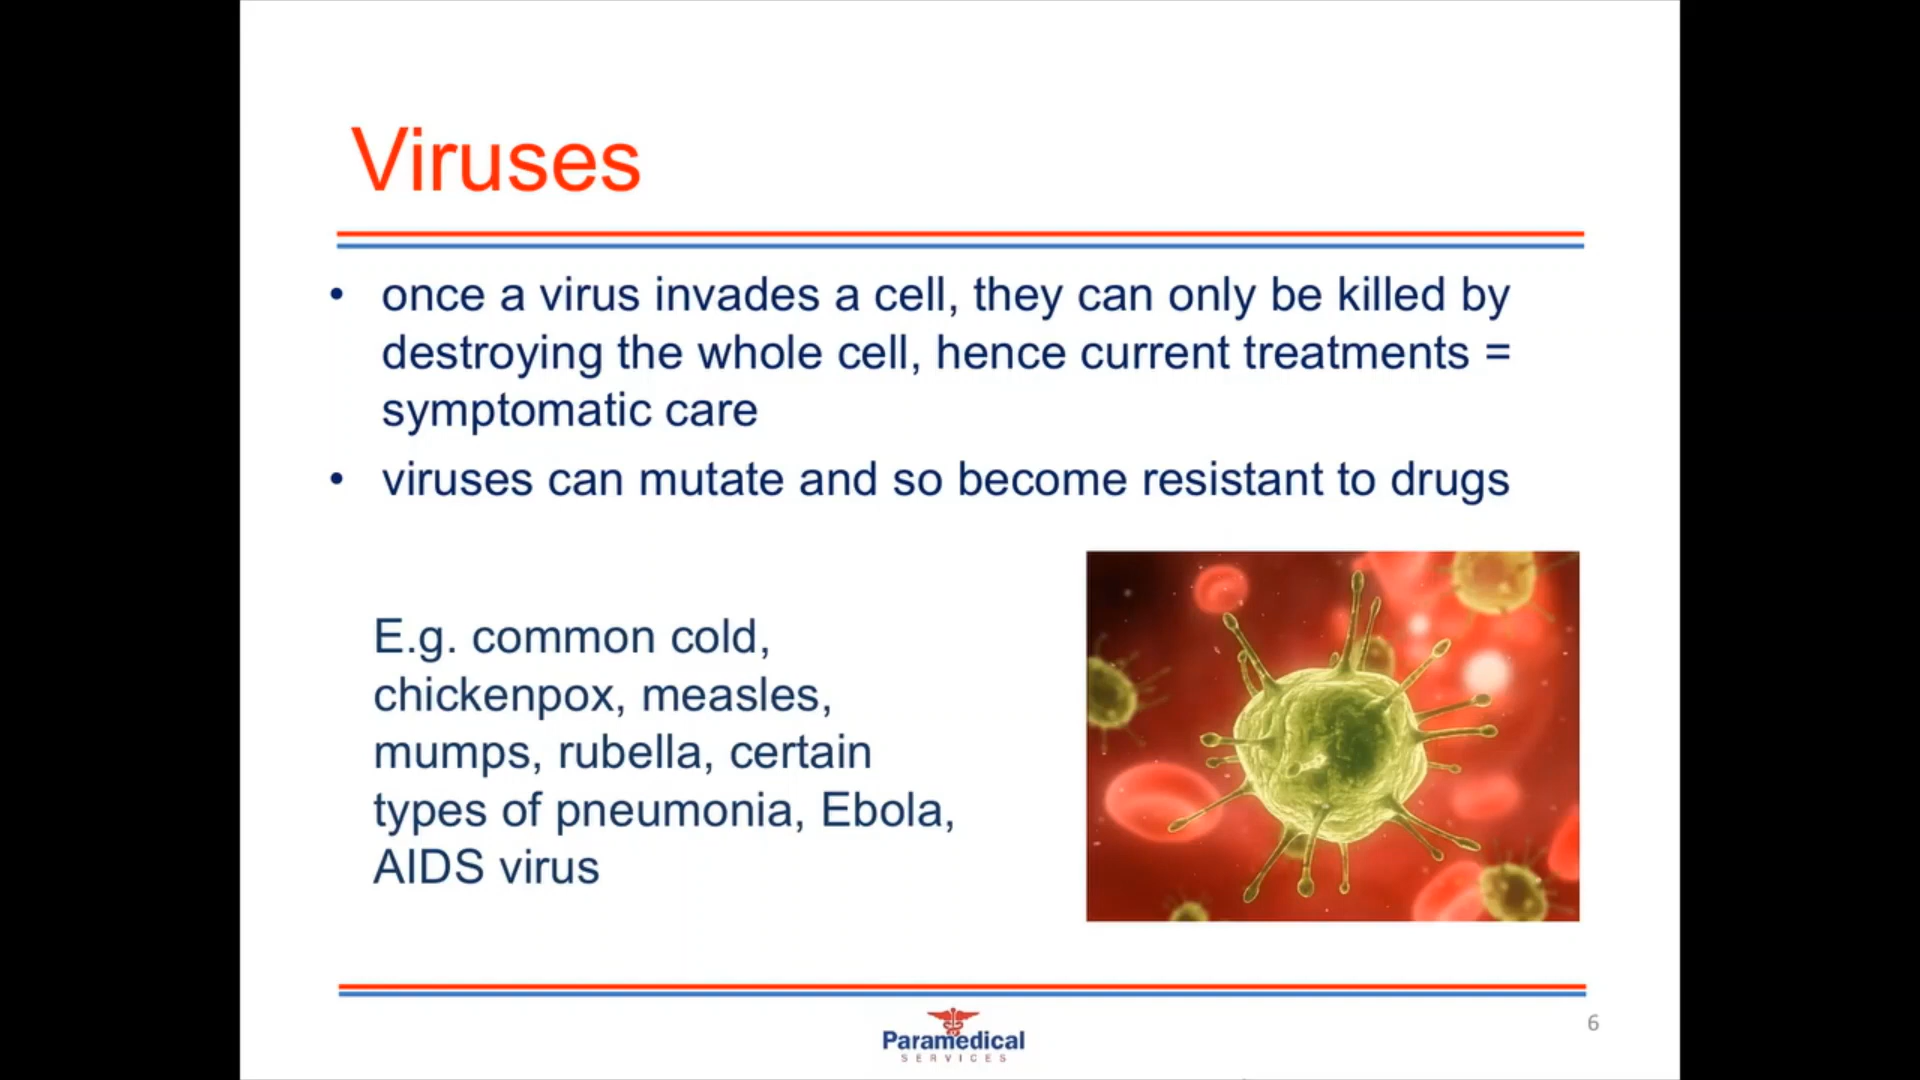 Viruses
• once a virus invades a cell, they can only be killed by
destroying the whole cell, hence current treatments =
symptomatic care
• viruses can mutate and so become resistant to drugs
E.g. common cold,
chickenpox, measles,
mumps, rubella, certain
types of pneumonia, Ebola,
AIDS virus
Paramedical
SERVICES
6